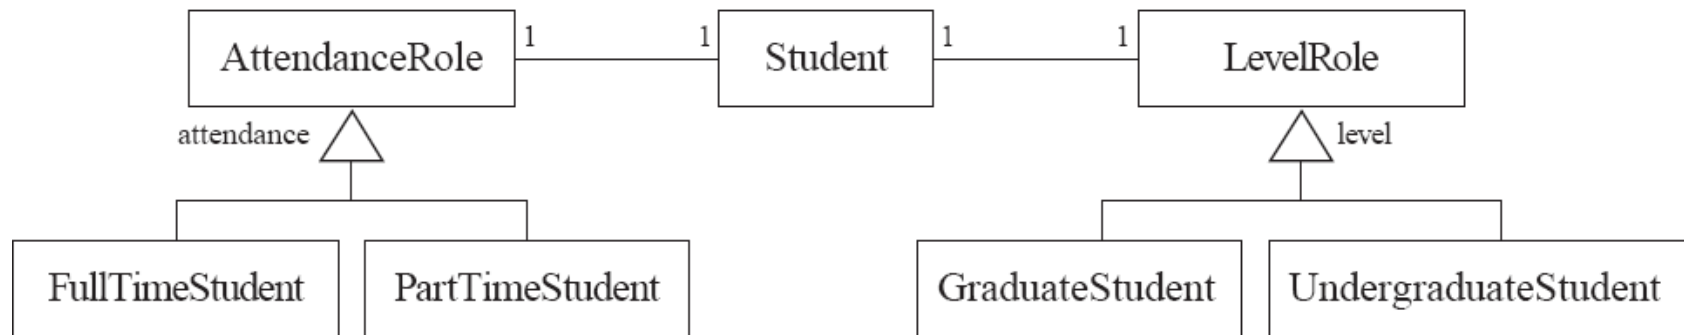 AttendanceRole
1
1
Student
1
1
LevelRole
attendance
level
FullTimeStudent
PartTimeStudent
GraduateStudent
UndergraduateStudent